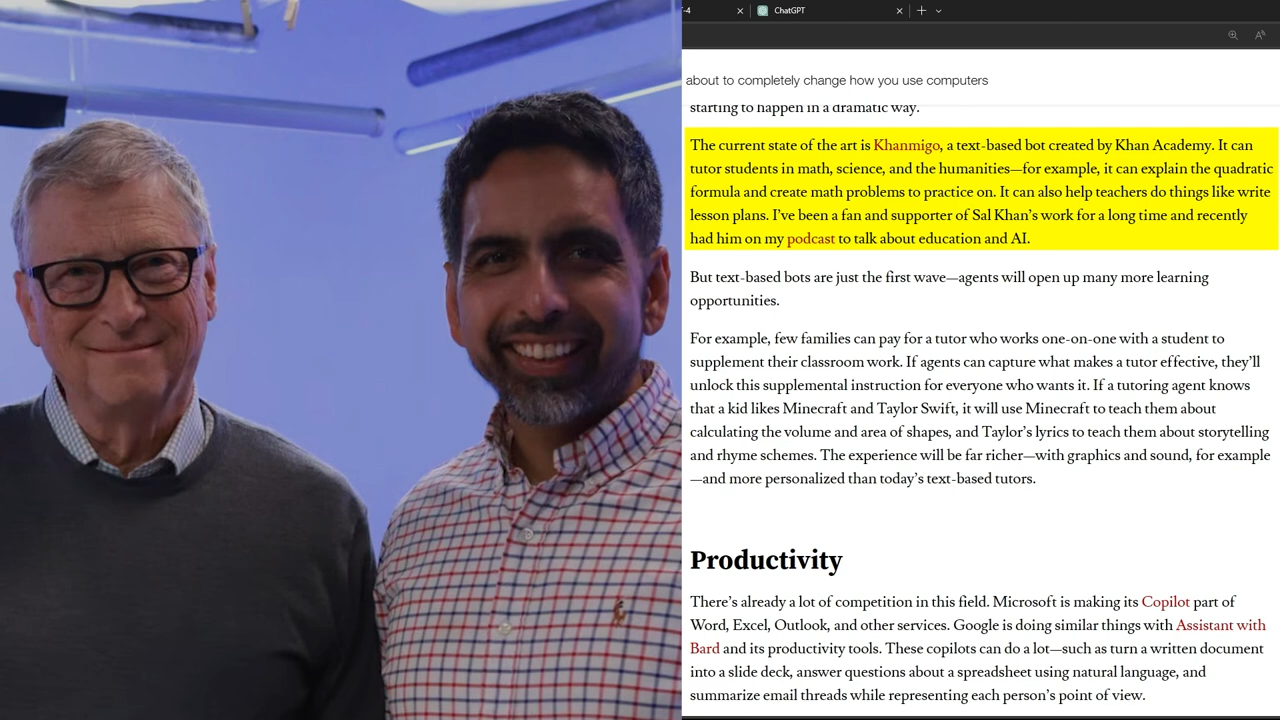 -4
ChatGPT
about to completely change how you use computers
starting to happen in a dramatic way.
The current state of the art is Khanmigo, a text-based bot created by Khan Academy. It can
tutor students in math, science, and the humanities—for example, it can explain the quadratic
formula and create math problems to practice on. It can also help teachers do things like write
lesson plans. I’ve been a fan and supporter of Sal Khan’s work for a long time and recently
had him on my podcast to talk about education and AI.
But text-based bots are just the first wave—agents will open up many more learning
opportunities.
For example, few families can pay for a tutor who works one-on-one with a student to
supplement their classroom work. If agents can capture what makes a tutor effective, they’ll
unlock this supplemental instruction for everyone who wants it. If a tutoring agent knows
that a kid likes Minecraft and Taylor Swift, it will use Minecraft to teach them about
calculating the volume and area of shapes, and Taylor’s lyrics to teach them about storytelling
and rhyme schemes. The experience will be far richer—with graphics and sound, for example
—and more personalized than today’s text-based tutors.
Productivity
There’s already a lot of competition in this field. Microsoft is making its Copilot part of
Word, Excel, Outlook, and other services. Google is doing similar things with Assistant with
Bard and its productivity tools. These copilots can do a lot—such as turn a written document
into a slide deck, answer questions about a spreadsheet using natural language, and
summarize email threads while representing each person’s point of view.